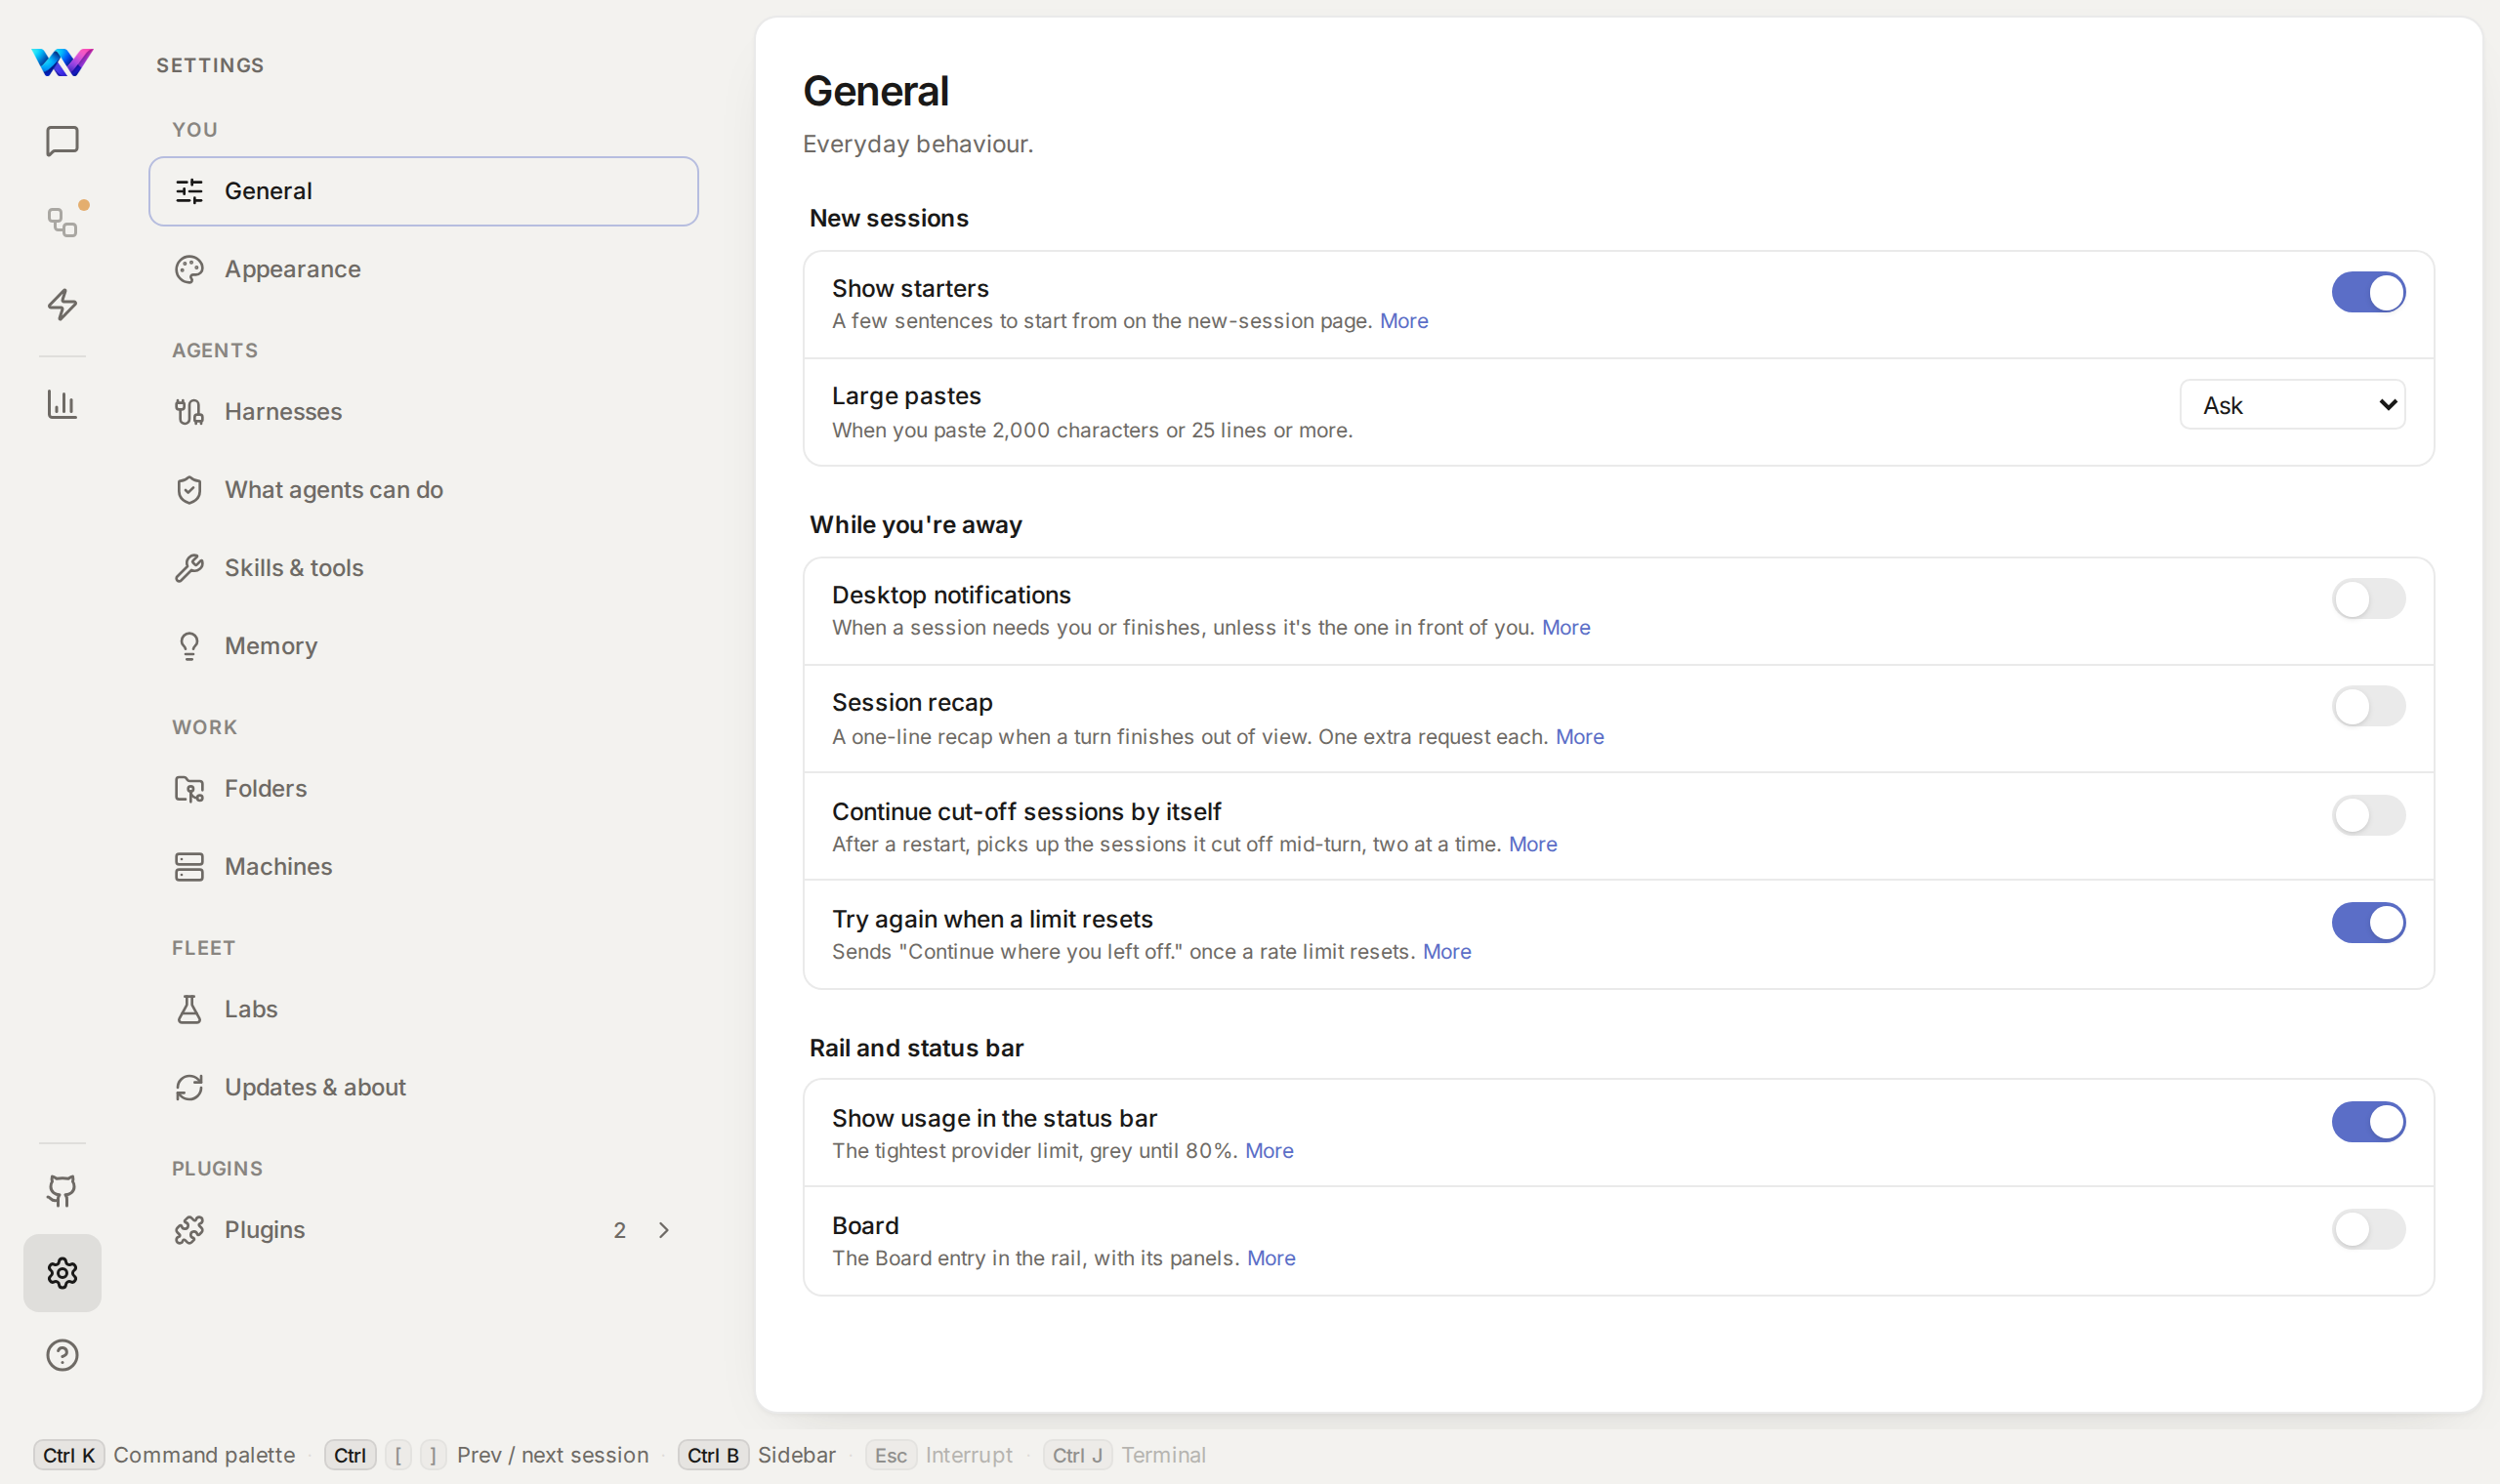 SETTINGS
YOU
General
Appearance
AGENTS
Harnesses
What agents can do
Skills & tools
Memory
WORK
Folders
Machines
FLEET
Labs
Updates & about
PLUGINS
Plugins 2
General
Everyday behaviour.
New sessions
Show starters
A few sentences to start from on the new-session page. More
Large pastes
Ask
When you paste 2,000 characters or 25 lines or more.
While you're away
Desktop notifications
When a session needs you or finishes, unless it's the one in front of you. More
Session recap
A one-line recap when a turn finishes out of view. One extra request each. More
Continue cut-off sessions by itself
After a restart, picks up the sessions it cut off mid-turn, two at a time. More
Try again when a limit resets
Sends "Continue where you left off." once a rate limit resets. More
Rail and status bar
Show usage in the status bar
The tightest provider limit, grey until 80%. More
Board
The Board entry in the rail, with its panels. More
Ctrl K Command palette · Ctrl [ ] Prev / next session · Ctrl B Sidebar · Esc Interrupt · Ctrl J Terminal